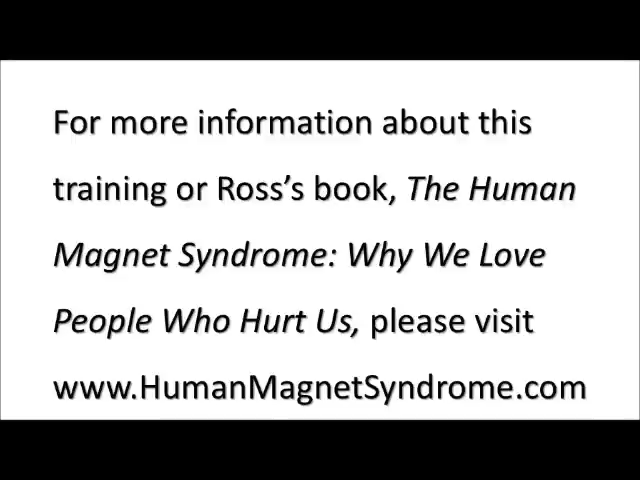 For more information about this
training or Ross’s book, The Human
Magnet Syndrome: Why We Love
People Who Hurt Us, please visit
www.HumanMagnetSyndrome.com